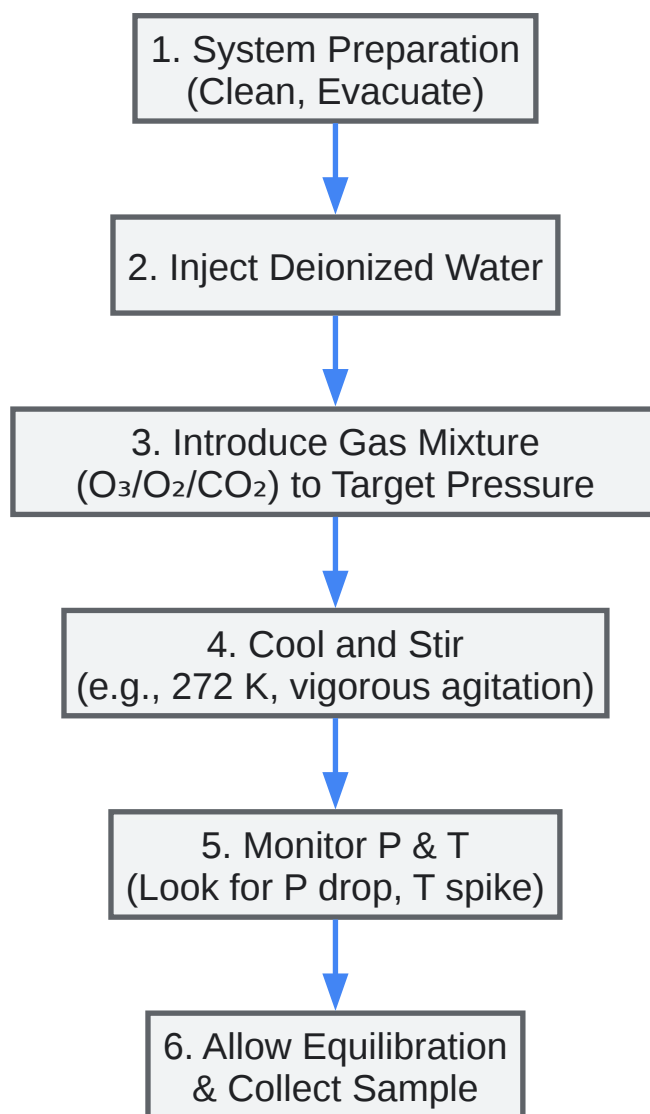 1. System Preparation
(Clean, Evacuate)
2. Inject Deionized Water
3. Introduce Gas Mixture
(O₃/O₂/CO₂) to Target Pressure
4. Cool and Stir
(e.g., 272 K, vigorous agitation)
5. Monitor P & T
(Look for P drop, T spike)
6. Allow Equilibration
& Collect Sample